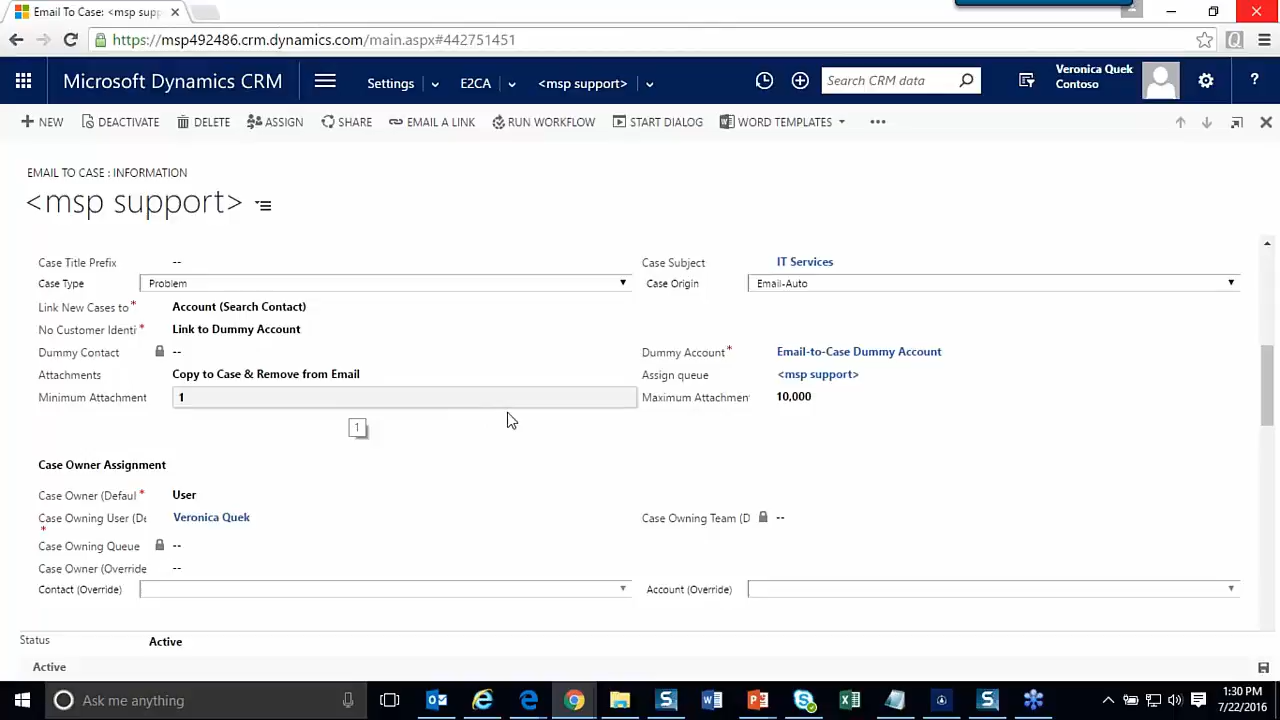 Email To Case: <msp supp
https://msp492486.crm.dynamics.com/main.aspx#442751451
Microsoft Dynamics CRM
Settings
E2CA
<msp support>
Search CRM data
Veronica Quek
Contoso
?
NEW
DEACTIVATE
DELETE
ASSIGN
SHARE
EMAIL A LINK
RUN WORKFLOW
START DIALOG
WORD TEMPLATES
EMAIL TO CASE : INFORMATION
<msp support>
Case Title Prefix --
Case Subject IT Services
Case Type Problem
Case Origin Email-Auto
Link New Cases to* Account (Search Contact)
No Customer Identi * Link to Dummy Account
Dummy Contact --
Dummy Account* Email-to-Case Dummy Account
Attachments Copy to Case & Remove from Email
Assign queue <msp support>
Minimum Attachment 1
Maximum Attachmen 10,000
1
Case Owner Assignment
Case Owner (Defaul * User
Case Owning User (De
* Veronica Quek
Case Owning Team (D --
Case Owning Queue --
Case Owner (Override --
Contact (Override)
Account (Override)
Status Active
Active
Ask me anything
1:30 PM
7/22/2016